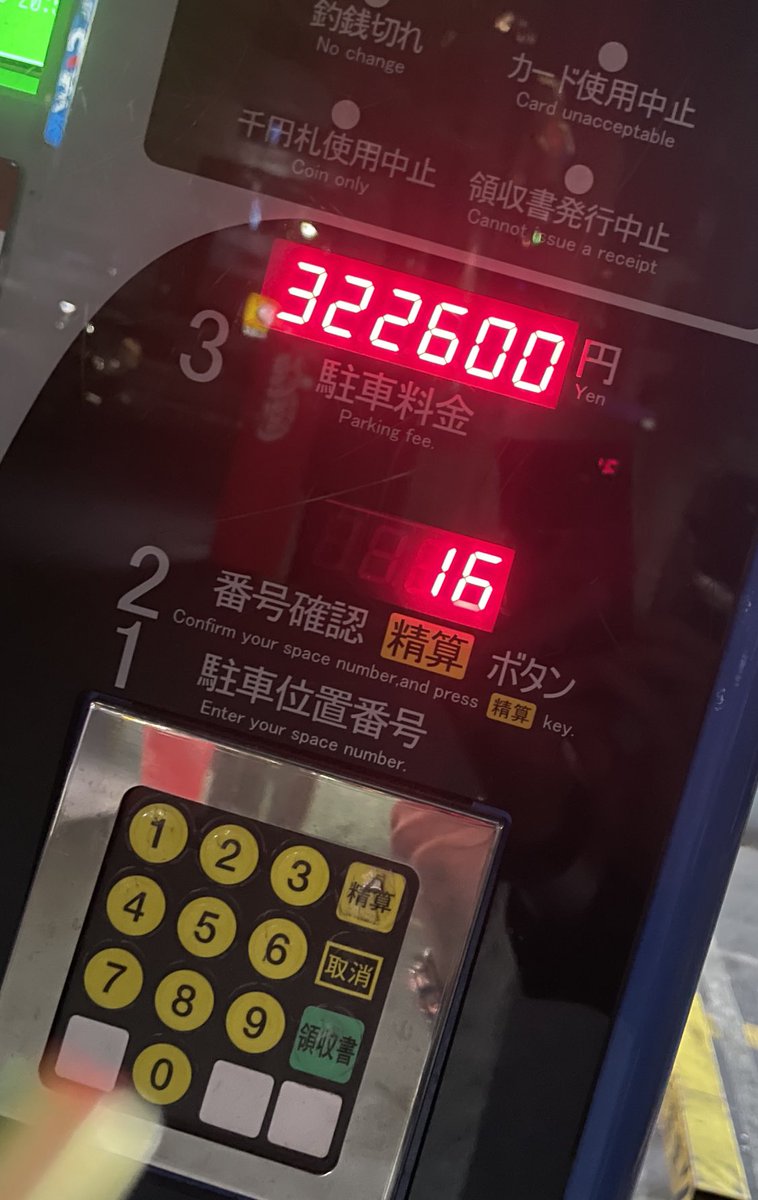 釣銭切れ
No change
カード使用中止
Card unacceptable
千円札使用中止
Coin only
領収書発行中止
Cannot issue a receipt
322600 円
Yen
3
駐車料金
Parking fee.
16
2 番号確認 精算 ボタン
Confirm your space number,and press 精算 key.
1 駐車位置番号
Enter your space number.
1 2 3 精算
4 5 6 取消
7 8 9 領収書
0